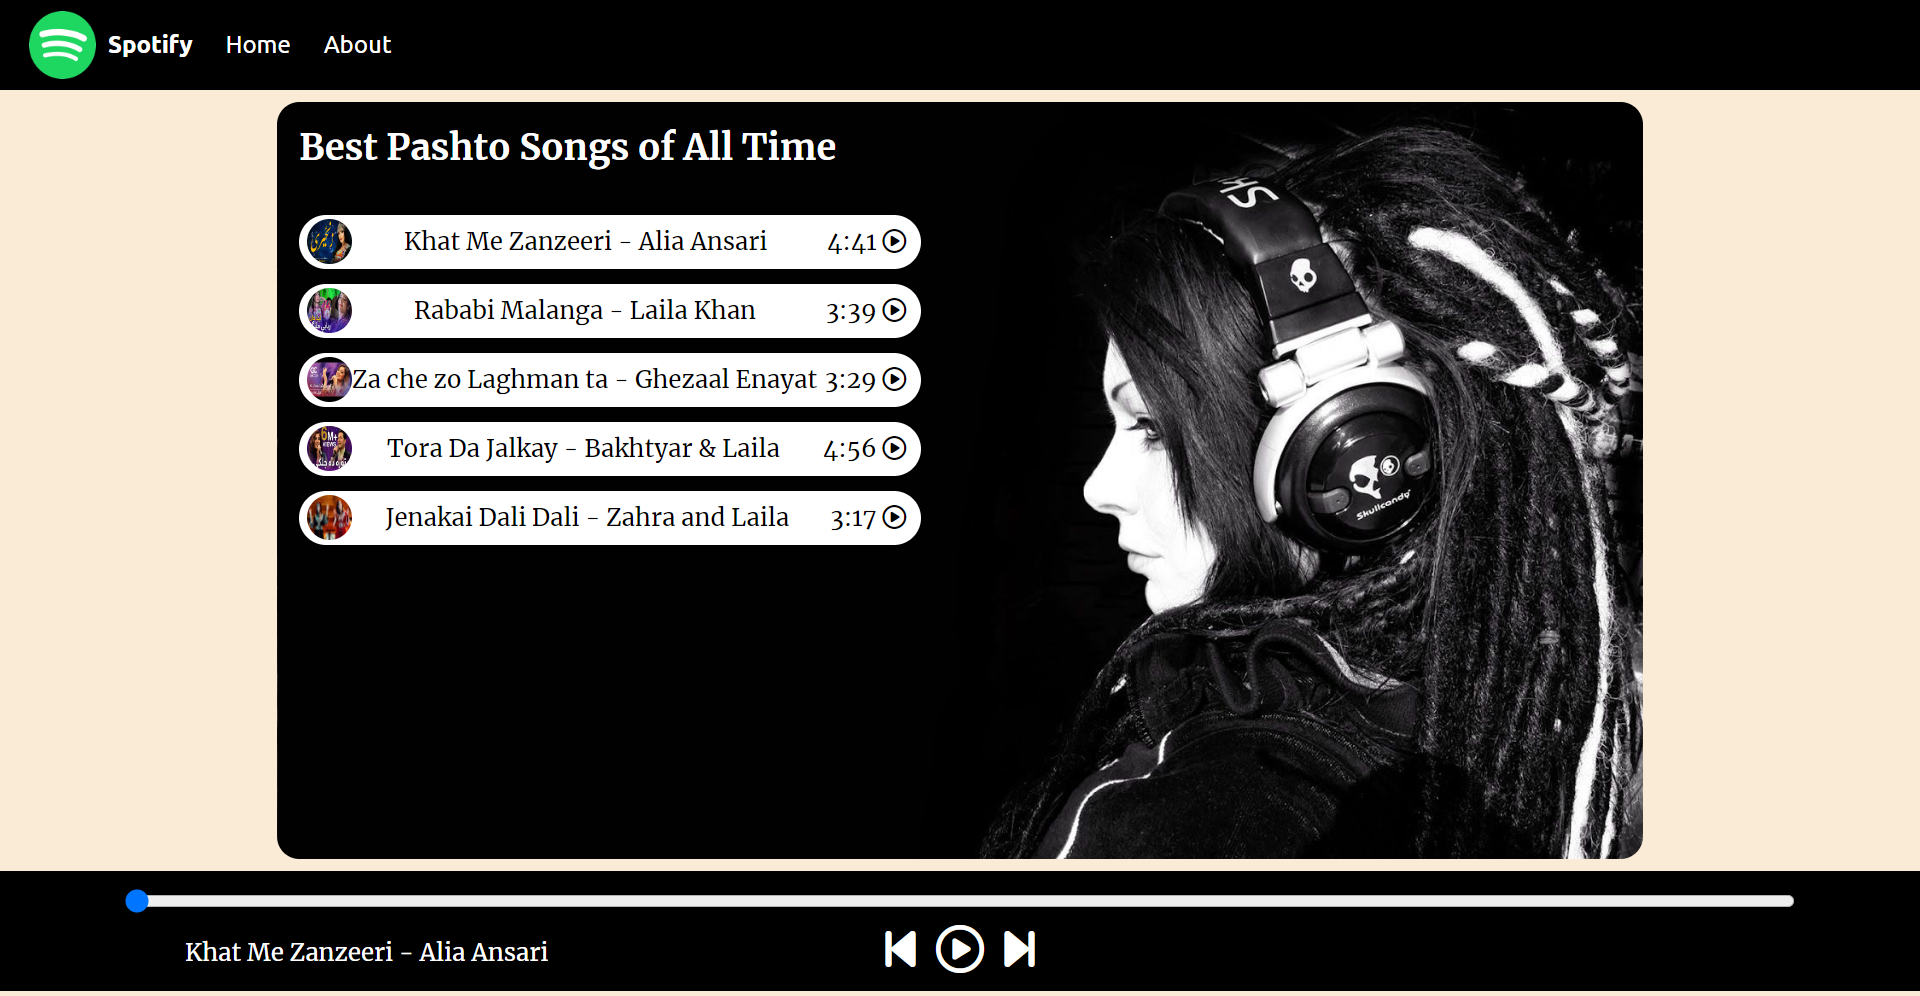 Spotify Home About
Best Pashto Songs of All Time
Khat Me Zanzeeri - Alia Ansari 4:41
Rababi Malanga - Laila Khan 3:39
Za che zo Laghman ta - Ghezaal Enayat 3:29
6M+
VIEWS
Tora Da Jalkay - Bakhtyar & Laila 4:56
Jenakai Dali Dali - Zahra and Laila 3:17
Skullcandy
Khat Me Zanzeeri - Alia Ansari